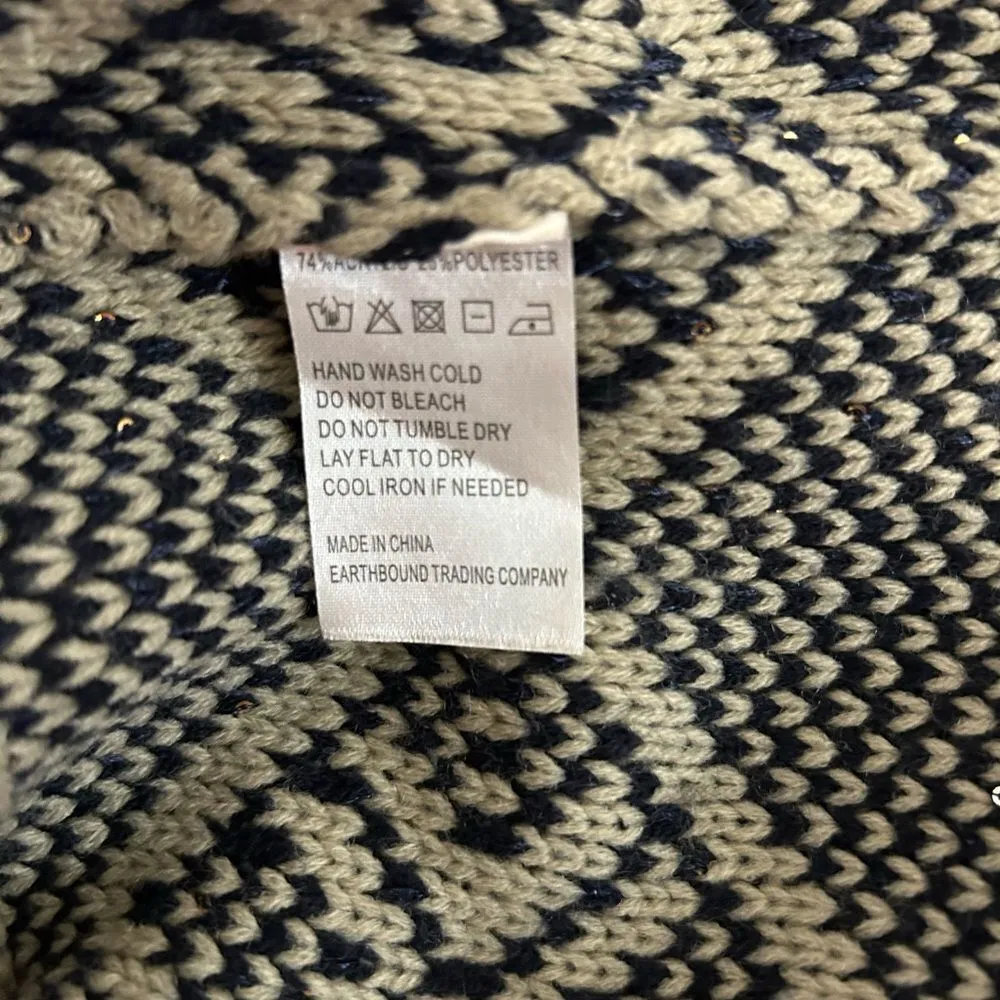 74% POLYESTER
HAND WASH COLD
DO NOT BLEACH
DO NOT TUMBLE DRY
LAY FLAT TO DRY
COOL IRON IF NEEDED
MADE IN CHINA
EARTHBOUND TRADING COMPANY